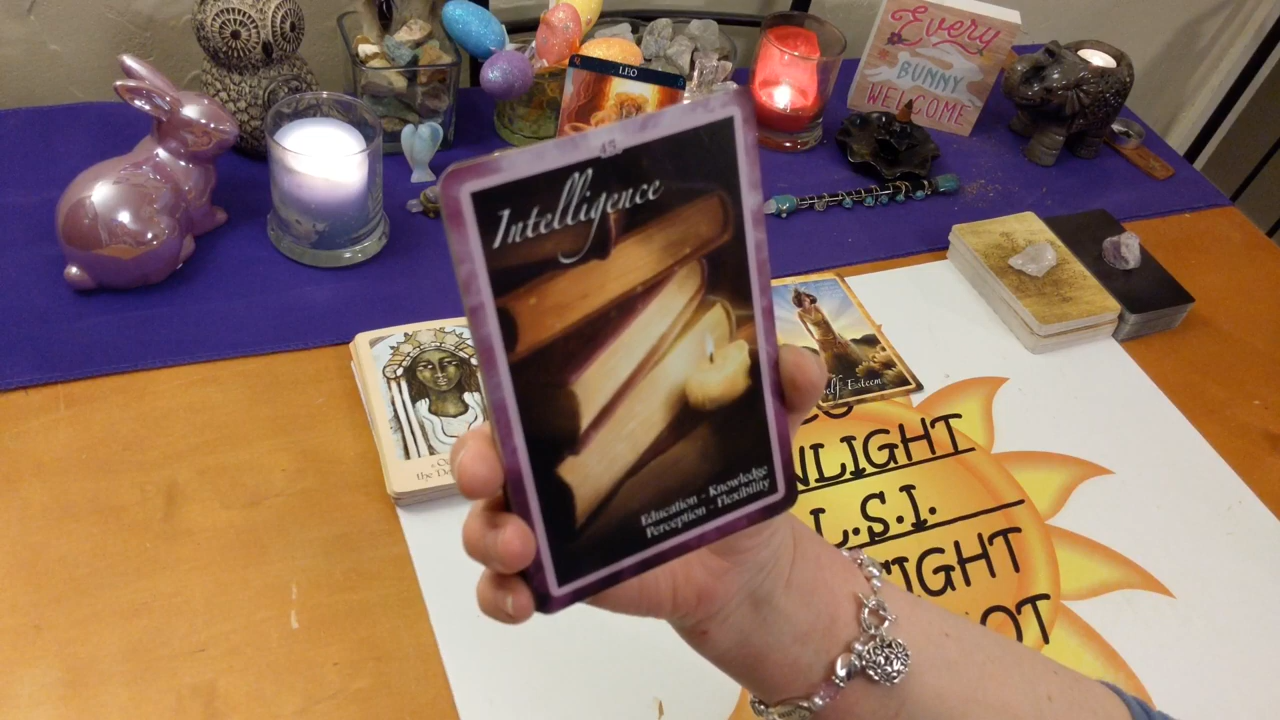 LEO
Every
BUNNY
WELCOME
45
Intelligence
Education - Knowledge
Perception - Flexibility
Self-Esteem
NLIGHT
L.S.I.
IGHT
OT